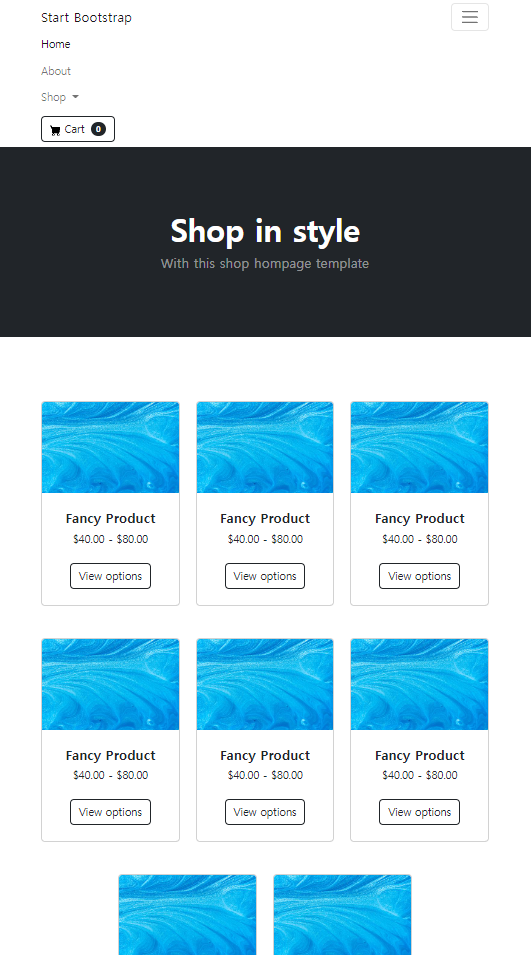 Start Bootstrap
Home
About
Shop
Cart 0
Shop in style
With this shop hompage template
Fancy Product
$40.00 - $80.00
View options
Fancy Product
$40.00 - $80.00
View options
Fancy Product
$40.00 - $80.00
View options
Fancy Product
$40.00 - $80.00
View options
Fancy Product
$40.00 - $80.00
View options
Fancy Product
$40.00 - $80.00
View options